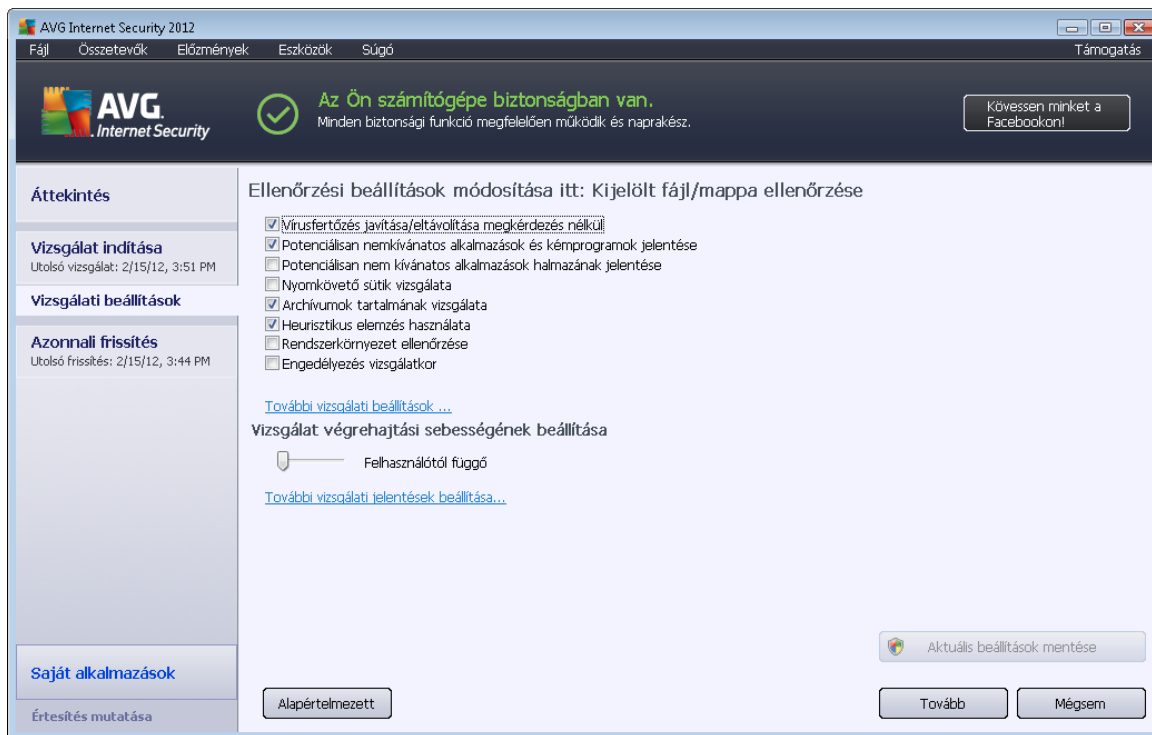 AVG Internet Security 2012
Fájl Összetevők Előzmények Eszközök Súgó Támogatás
AVG.
Internet Security
Az Ön számítógépe biztonságban van.
Minden biztonsági funkció megfelelően működik és naprakész.
Kövessen minket a
Facebookon!
Áttekintés
Vizsgálat indítása
Utolsó vizsgálat: 2/15/12, 3:51 PM
Vizsgálati beállítások
Azonnali frissítés
Utolsó frissítés: 2/15/12, 3:44 PM
Saját alkalmazások
Értesítés mutatása
Ellenőrzési beállítások módosítása itt: Kijelölt fájl/mappa ellenőrzése
Vírusfertőzés javítása/eltávolítása megkérdezés nélkül
Potenciálisan nemkívánatos alkalmazások és kémprogramok jelentése
Potenciálisan nem kívánatos alkalmazások halmazának jelentése
Nyomkövető sütik vizsgálata
Archívumok tartalmának vizsgálata
Heurisztikus elemzés használata
Rendszerkörnyezet ellenőrzése
Engedélyezés vizsgálatkor
További vizsgálati beállítások ...
Vizsgálat végrehajtási sebességének beállítása
Felhasználótól függő
További vizsgálati jelentések beállítása...
Aktuális beállítások mentése
Alapértelmezett
Tovább
Mégsem